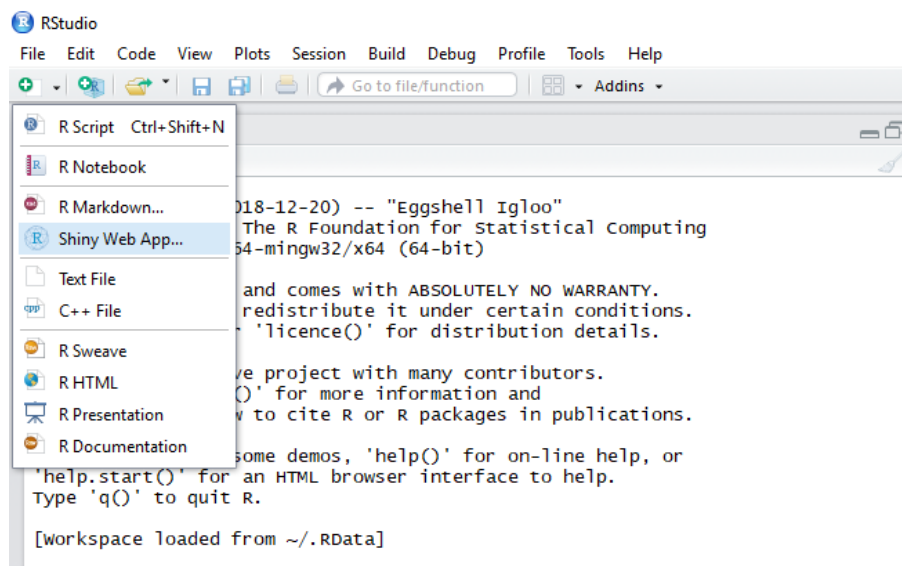 RStudio
File Edit Code View Plots Session Build Debug Profile Tools Help
Go to file/function Addins
R Script Ctrl+Shift+N
R Notebook
R Markdown...
Shiny Web App...
Text File
C++ File
R Sweave
R HTML
R Presentation
R Documentation
018-12-20) -- "Eggshell Igloo"
The R Foundation for Statistical Computing
64-mingw32/x64 (64-bit)
and comes with ABSOLUTELY NO WARRANTY.
redistribute it under certain conditions.
'licence()' for distribution details.
ve project with many contributors.
()' for more information and
to cite R or R packages in publications.
some demos, 'help()' for on-line help, or
'help.start()' for an HTML browser interface to help.
Type 'q()' to quit R.
[Workspace loaded from ~/.RData]